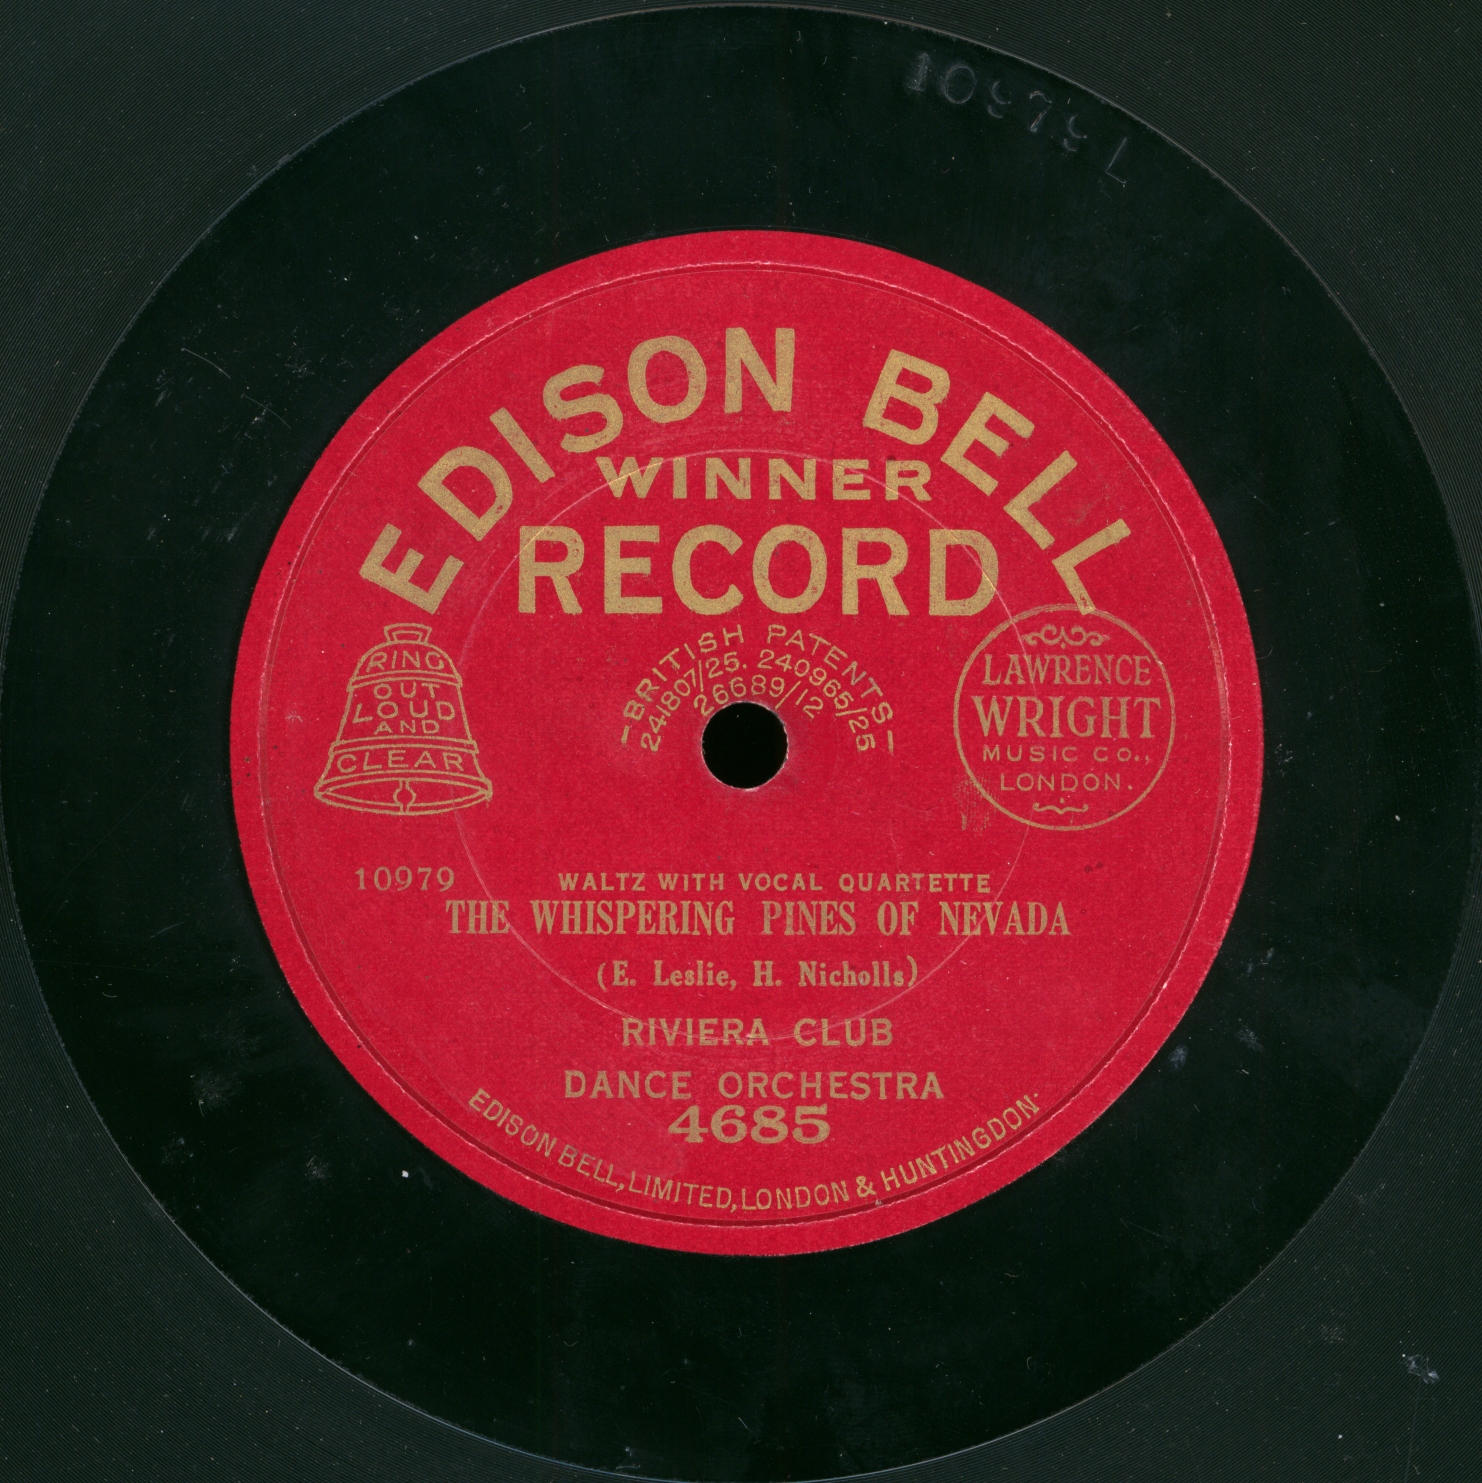 10979 L
EDISON BELL
WINNER
RECORD
BRITISH PATENTS
241807/25. 240965/25
26689/12
RING
OUT
LOUD
AND
CLEAR
LAWRENCE
WRIGHT
MUSIC CO.,
LONDON.
10979
WALTZ WITH VOCAL QUARTETTE
THE WHISPERING PINES OF NEVADA
(E. Leslie, H. Nicholls)
RIVIERA CLUB
DANCE ORCHESTRA
4685
EDISON BELL, LIMITED, LONDON & HUNTINGDON.